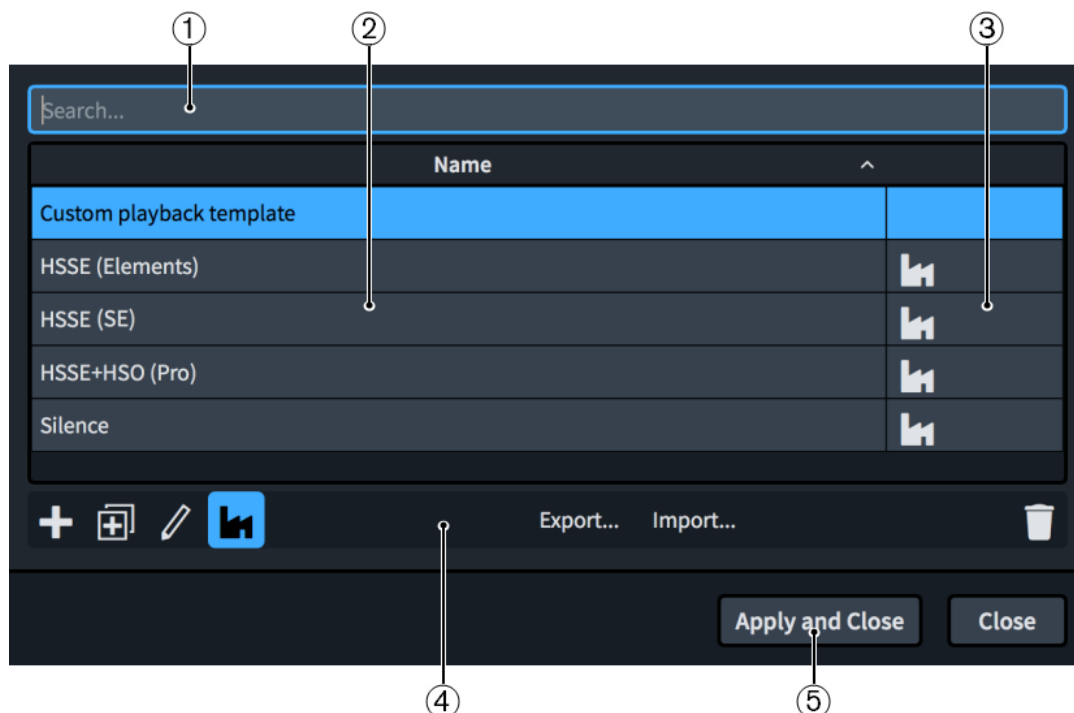 ① ② ③
Search...
Name
Custom playback template
HSSE (Elements)
HSSE (SE)
HSSE+HSO (Pro)
Silence
Export... Import...
Apply and Close Close
④ ⑤